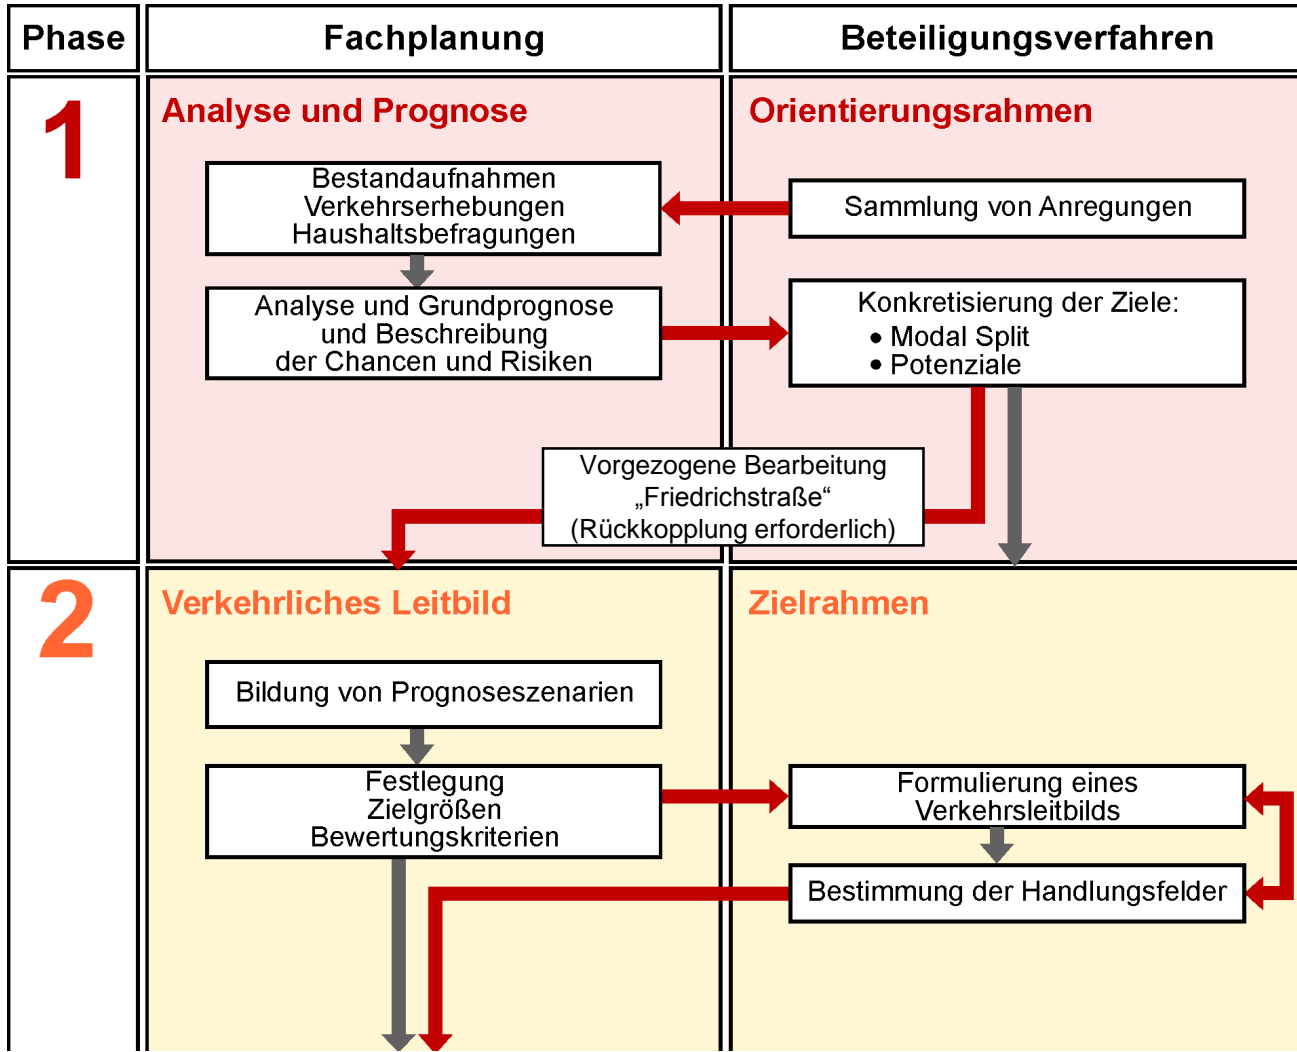 Phase
Fachplanung
Beteiligungsverfahren
1
Analyse und Prognose
Orientierungsrahmen
Bestandaufnahmen
Verkehrserhebungen
Haushaltsbefragungen
Sammlung von Anregungen
Analyse und Grundprognose
und Beschreibung
der Chancen und Risiken
Konkretisierung der Ziele:
• Modal Split
• Potenziale
Vorgezogene Bearbeitung
„Friedrichstraße“
(Rückkopplung erforderlich)
2
Verkehrliches Leitbild
Zielrahmen
Bildung von Prognoseszenarien
Festlegung
Zielgrößen
Bewertungskriterien
Formulierung eines
Verkehrsleitbilds
Bestimmung der Handlungsfelder